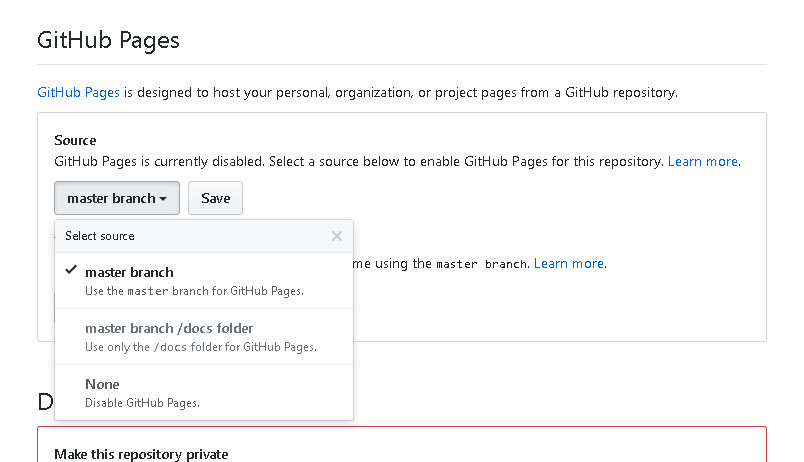 GitHub Pages
GitHub Pages is designed to host your personal, organization, or project pages from a GitHub repository.
Source
GitHub Pages is currently disabled. Select a source below to enable GitHub Pages for this repository. Learn more.
master branch
Save
Select source
me using the master branch. Learn more.
master branch
Use the master branch for GitHub Pages.
master branch /docs folder
Use only the /docs folder for GitHub Pages.
None
Disable GitHub Pages.
D
Make this repository private